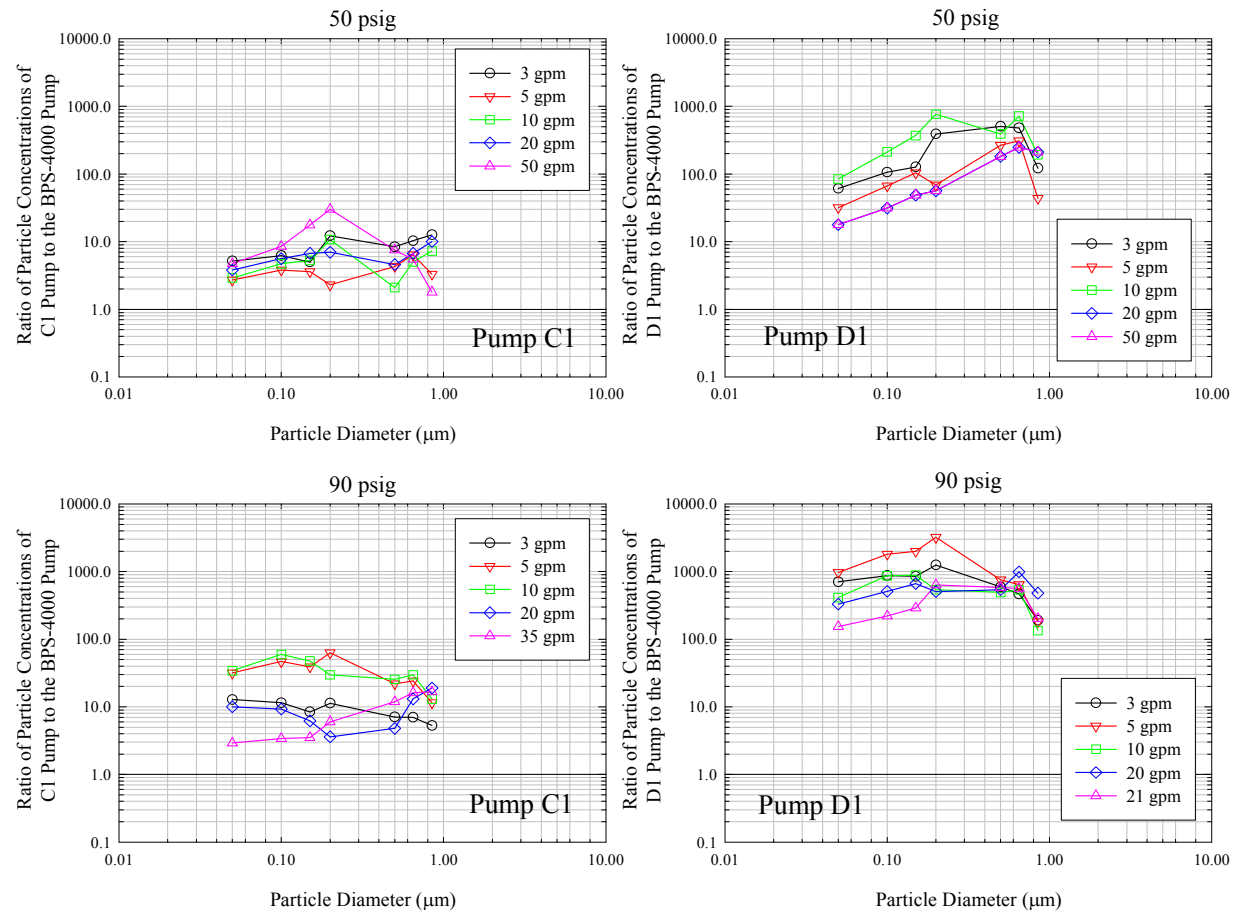 50 psig
Ratio of Particle Concentrations of
C1 Pump to the BPS-4000 Pump
10000.0
1000.0
100.0
10.0
1.0
0.1
3 gpm
5 gpm
10 gpm
20 gpm
50 gpm
Pump C1
0.01
0.10
1.00
10.00
Particle Diameter (μm)
50 psig
Ratio of Particle Concentrations of
D1 Pump to the BPS-4000 Pump
10000.0
1000.0
100.0
10.0
1.0
0.1
3 gpm
5 gpm
10 gpm
20 gpm
50 gpm
Pump D1
0.01
0.10
1.00
10.00
Particle Diameter (μm)
90 psig
Ratio of Particle Concentrations of
C1 Pump to the BPS-4000 Pump
10000.0
1000.0
100.0
10.0
1.0
0.1
3 gpm
5 gpm
10 gpm
20 gpm
35 gpm
Pump C1
0.01
0.10
1.00
10.00
Particle Diameter (μm)
90 psig
Ratio of Particle Concentrations of
D1 Pump to the BPS-4000 Pump
10000.0
1000.0
100.0
10.0
1.0
0.1
3 gpm
5 gpm
10 gpm
20 gpm
21 gpm
Pump D1
0.01
0.10
1.00
10.00
Particle Diameter (μm)